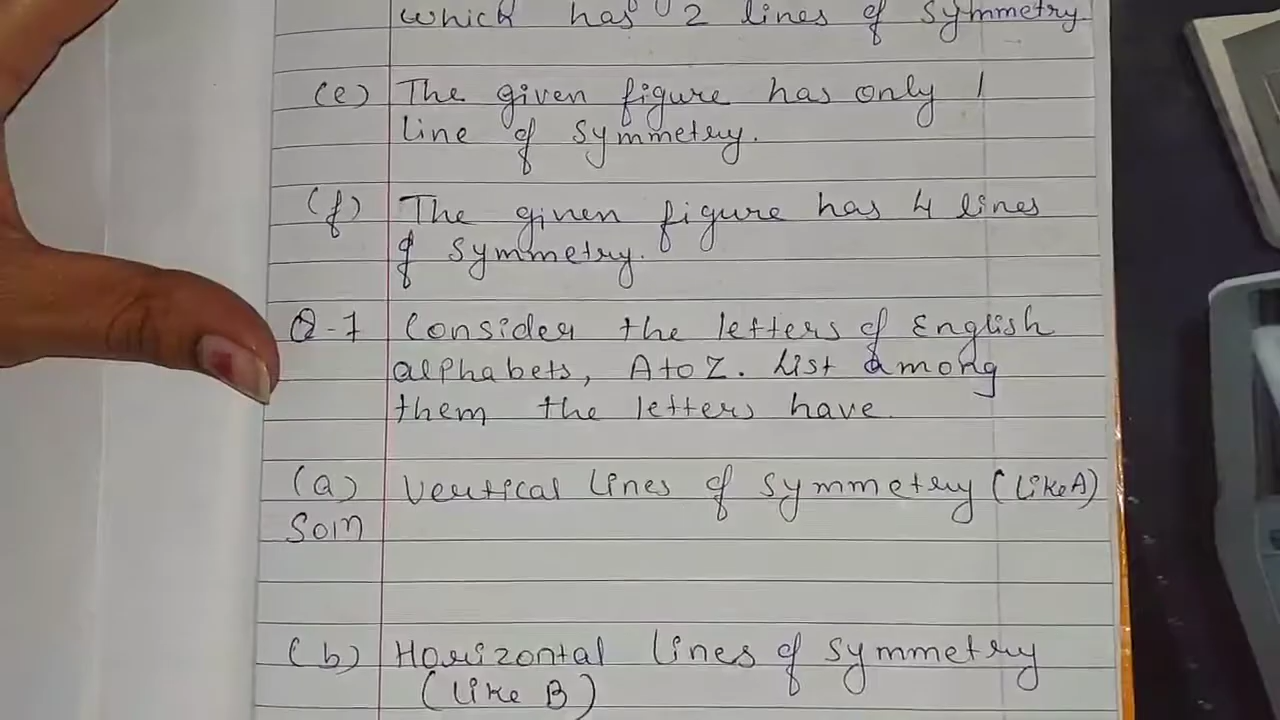 which has 2 lines of symmetry
(e) The given figure has only 1
line of symmetry.
(f) The given figure has 4 lines
of symmetry.
Q-7 Consider the letters of English
alphabets, A to Z. List among
them the letters have.
(a) Vertical lines of symmetry (like A)
Soln
(b) Horizontal lines of symmetry
(like B)